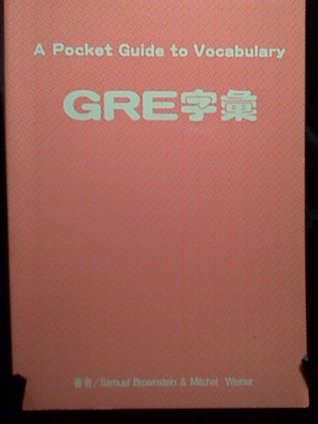 A Pocket Guide to Vocabulary
GRE字彙
著者/Samuel Brownstein & Mitchel Weiner